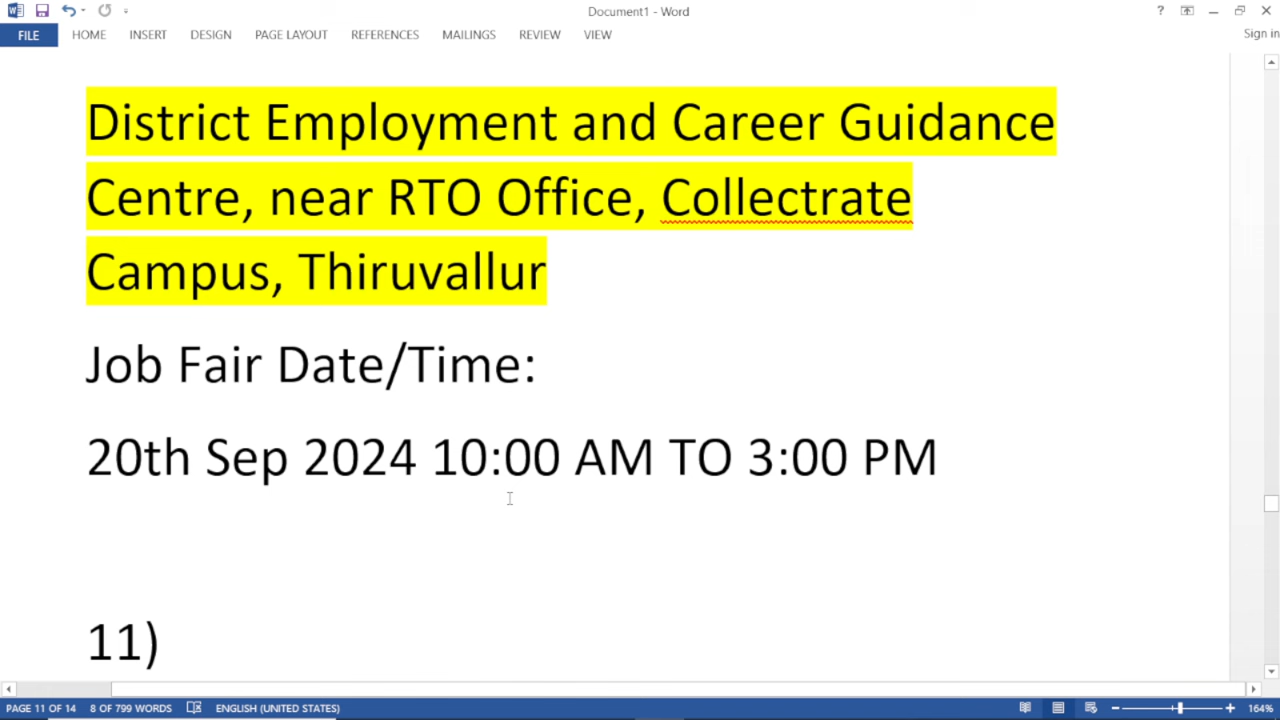 Document1 - Word
?
Sign in
FILE HOME INSERT DESIGN PAGE LAYOUT REFERENCES MAILINGS REVIEW VIEW
District Employment and Career Guidance
Centre, near RTO Office, Collectrate
Campus, Thiruvallur
Job Fair Date/Time:
20th Sep 2024 10:00 AM TO 3:00 PM
11)
PAGE 11 OF 14 8 OF 799 WORDS ENGLISH (UNITED STATES) 164%